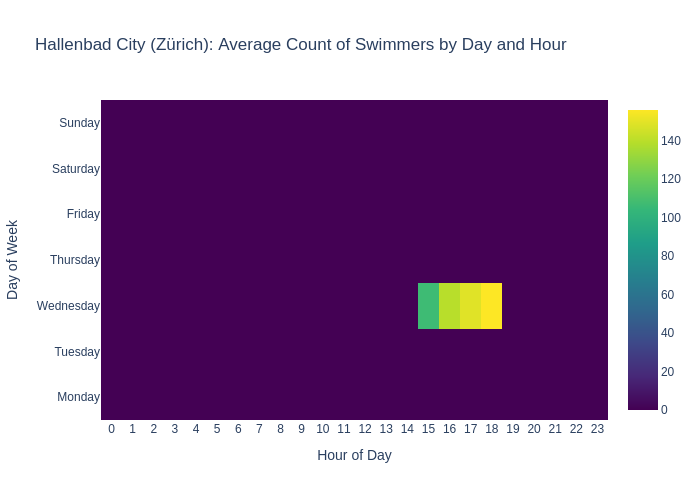 Hallenbad City (Zürich): Average Count of Swimmers by Day and Hour
Day of Week
Sunday
Saturday
Friday
Thursday
Wednesday
Tuesday
Monday
0 1 2 3 4 5 6 7 8 9 10 11 12 13 14 15 16 17 18 19 20 21 22 23
Hour of Day
140
120
100
80
60
40
20
0